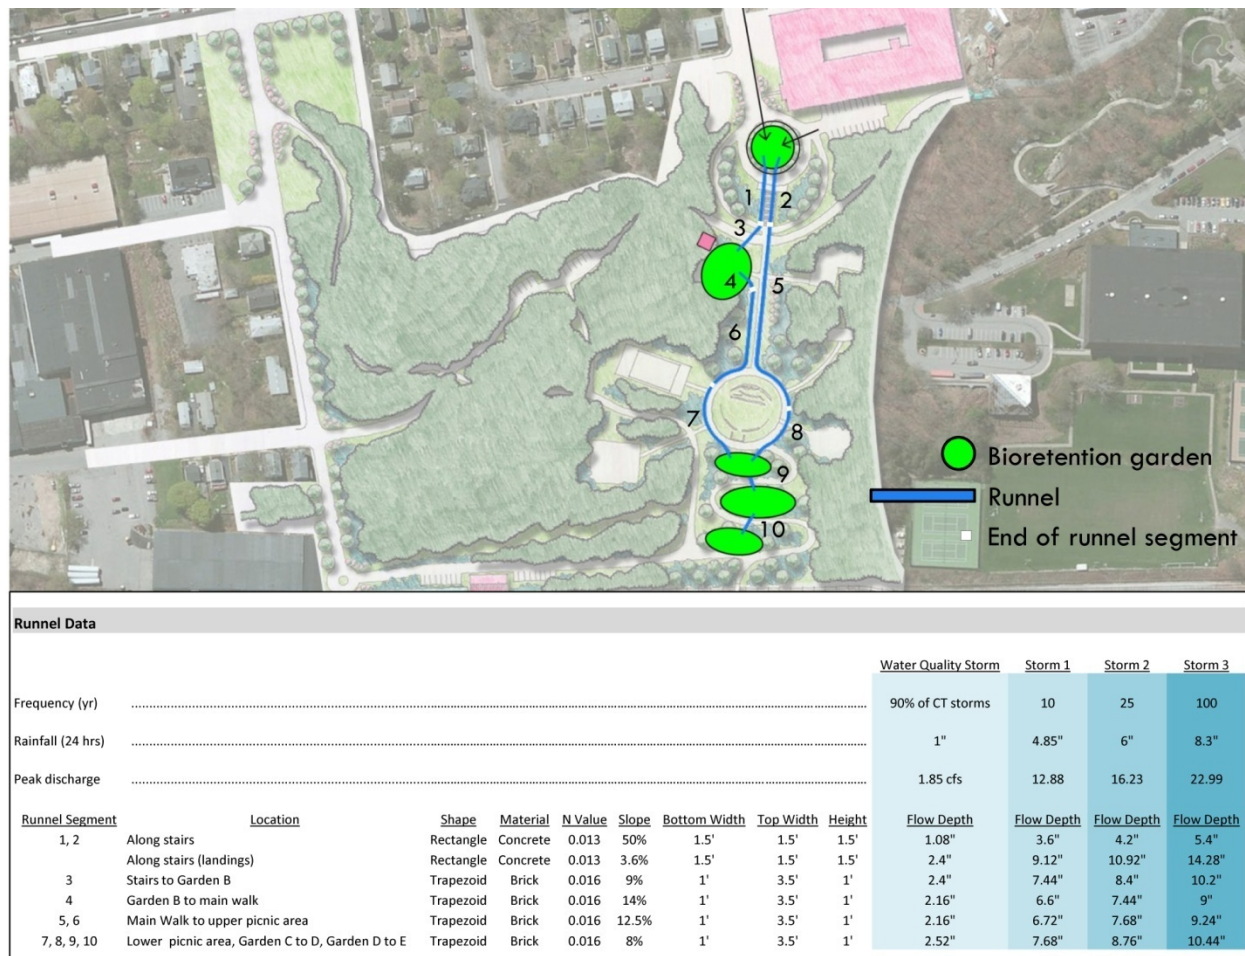 1
2
3
4
5
6
7
8
9
10
Bioretention garden
Runnel
End of runnel segment
Runnel Data
Water Quality Storm Storm 1 Storm 2 Storm 3
Frequency (yr) ........ 90% of CT storms 10 25 100
Rainfall (24 hrs) ........ 1" 4.85" 6" 8.3"
Peak discharge ........ 1.85 cfs 12.88 16.23 22.99
Runnel Segment Location Shape Material N Value Slope Bottom Width Top Width Height Flow Depth Flow Depth Flow Depth Flow Depth
1, 2 Along stairs Rectangle Concrete 0.013 50% 1.5' 1.5' 1.5' 1.08" 3.6" 4.2" 5.4"
Along stairs (landings) Rectangle Concrete 0.013 3.6% 1.5' 1.5' 1.5' 2.4" 9.12" 10.92" 14.28"
3 Stairs to Garden B Trapezoid Brick 0.016 9% 1' 3.5' 1' 2.4" 7.44" 8.4" 10.2"
4 Garden B to main walk Trapezoid Brick 0.016 14% 1' 3.5' 1' 2.16" 6.6" 7.44" 9"
5, 6 Main Walk to upper picnic area Trapezoid Brick 0.016 12.5% 1' 3.5' 1' 2.16" 6.72" 7.68" 9.24"
7, 8, 9, 10 Lower picnic area, Garden C to D, Garden D to E Trapezoid Brick 0.016 8% 1' 3.5' 1' 2.52" 7.68" 8.76" 10.44"